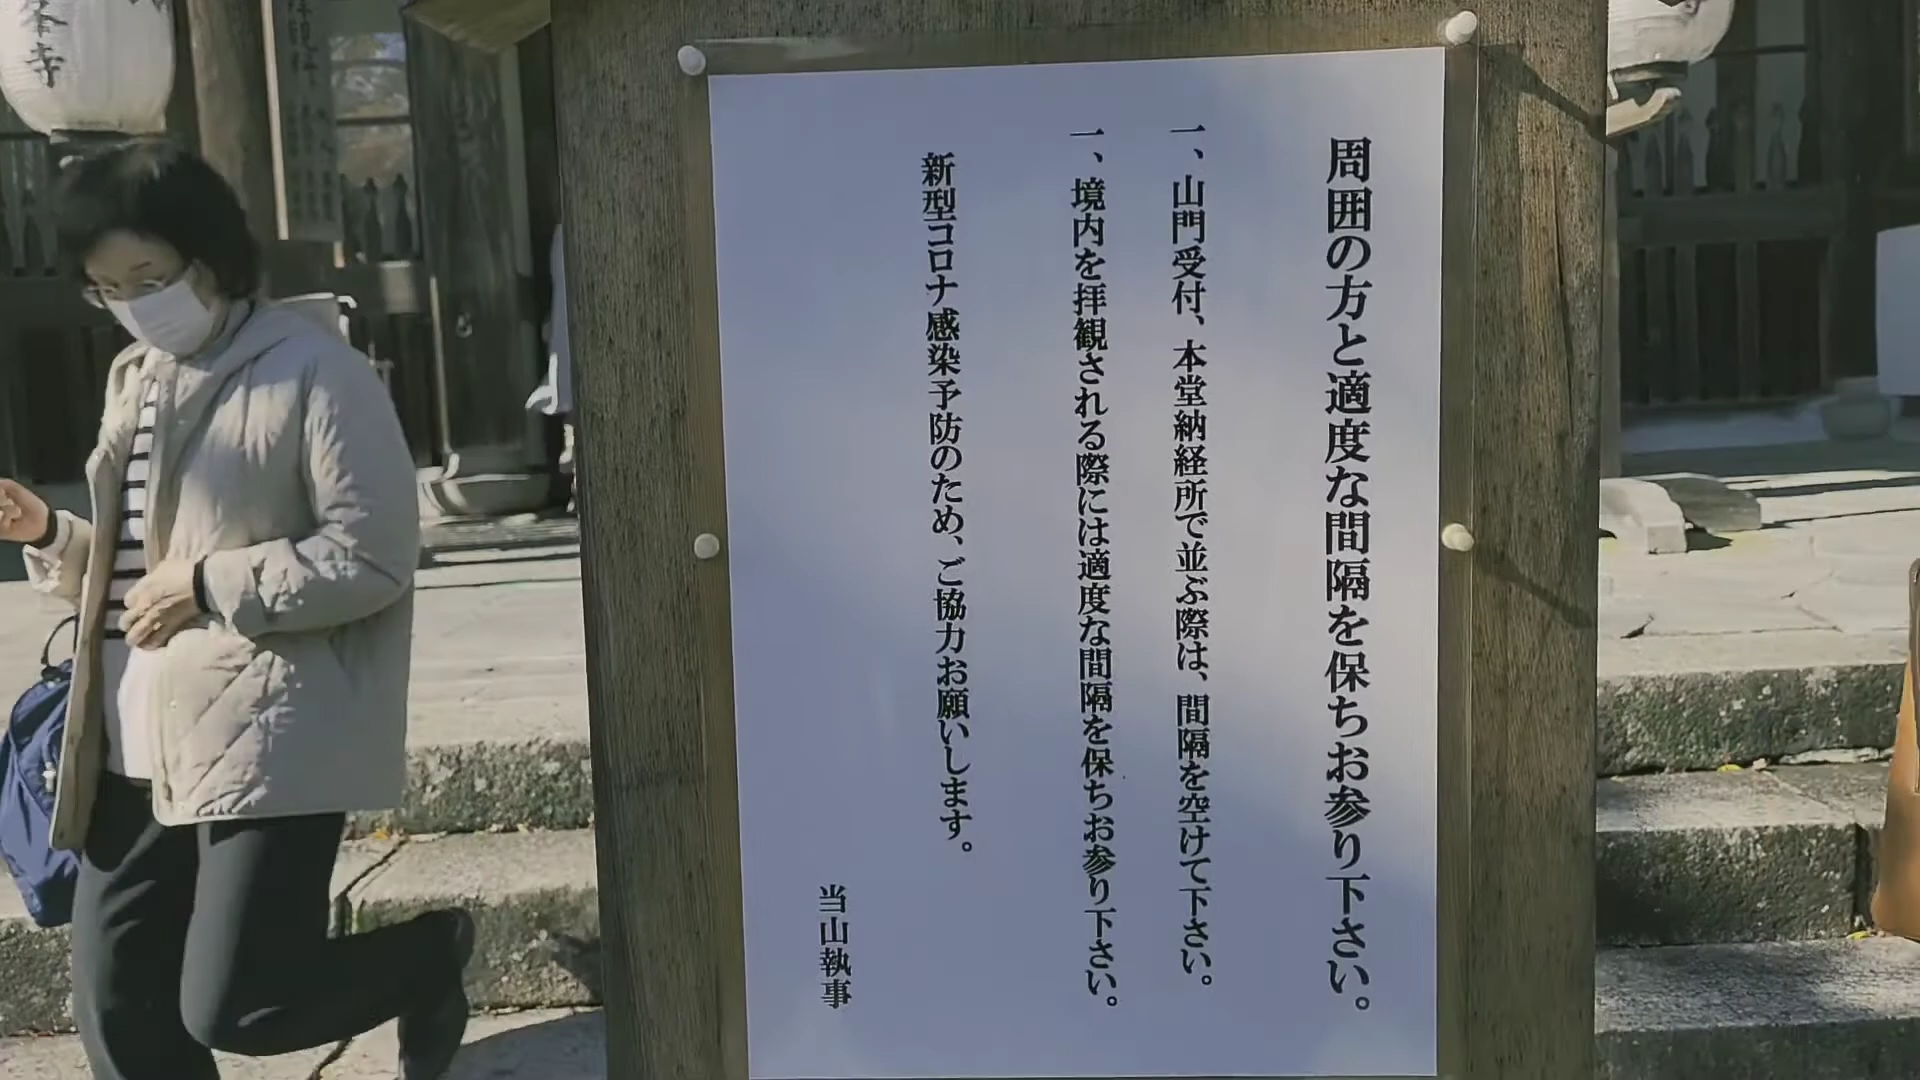 周囲の方と適度な間隔を保ちお参り下さい。
一、山門受付、本堂納経所で並ぶ際は、間隔を空けて下さい。
一、境内を拝観される際には適度な間隔を保ちお参り下さい。
新型コロナ感染予防のため、ご協力お願いします。
当山執事
寺